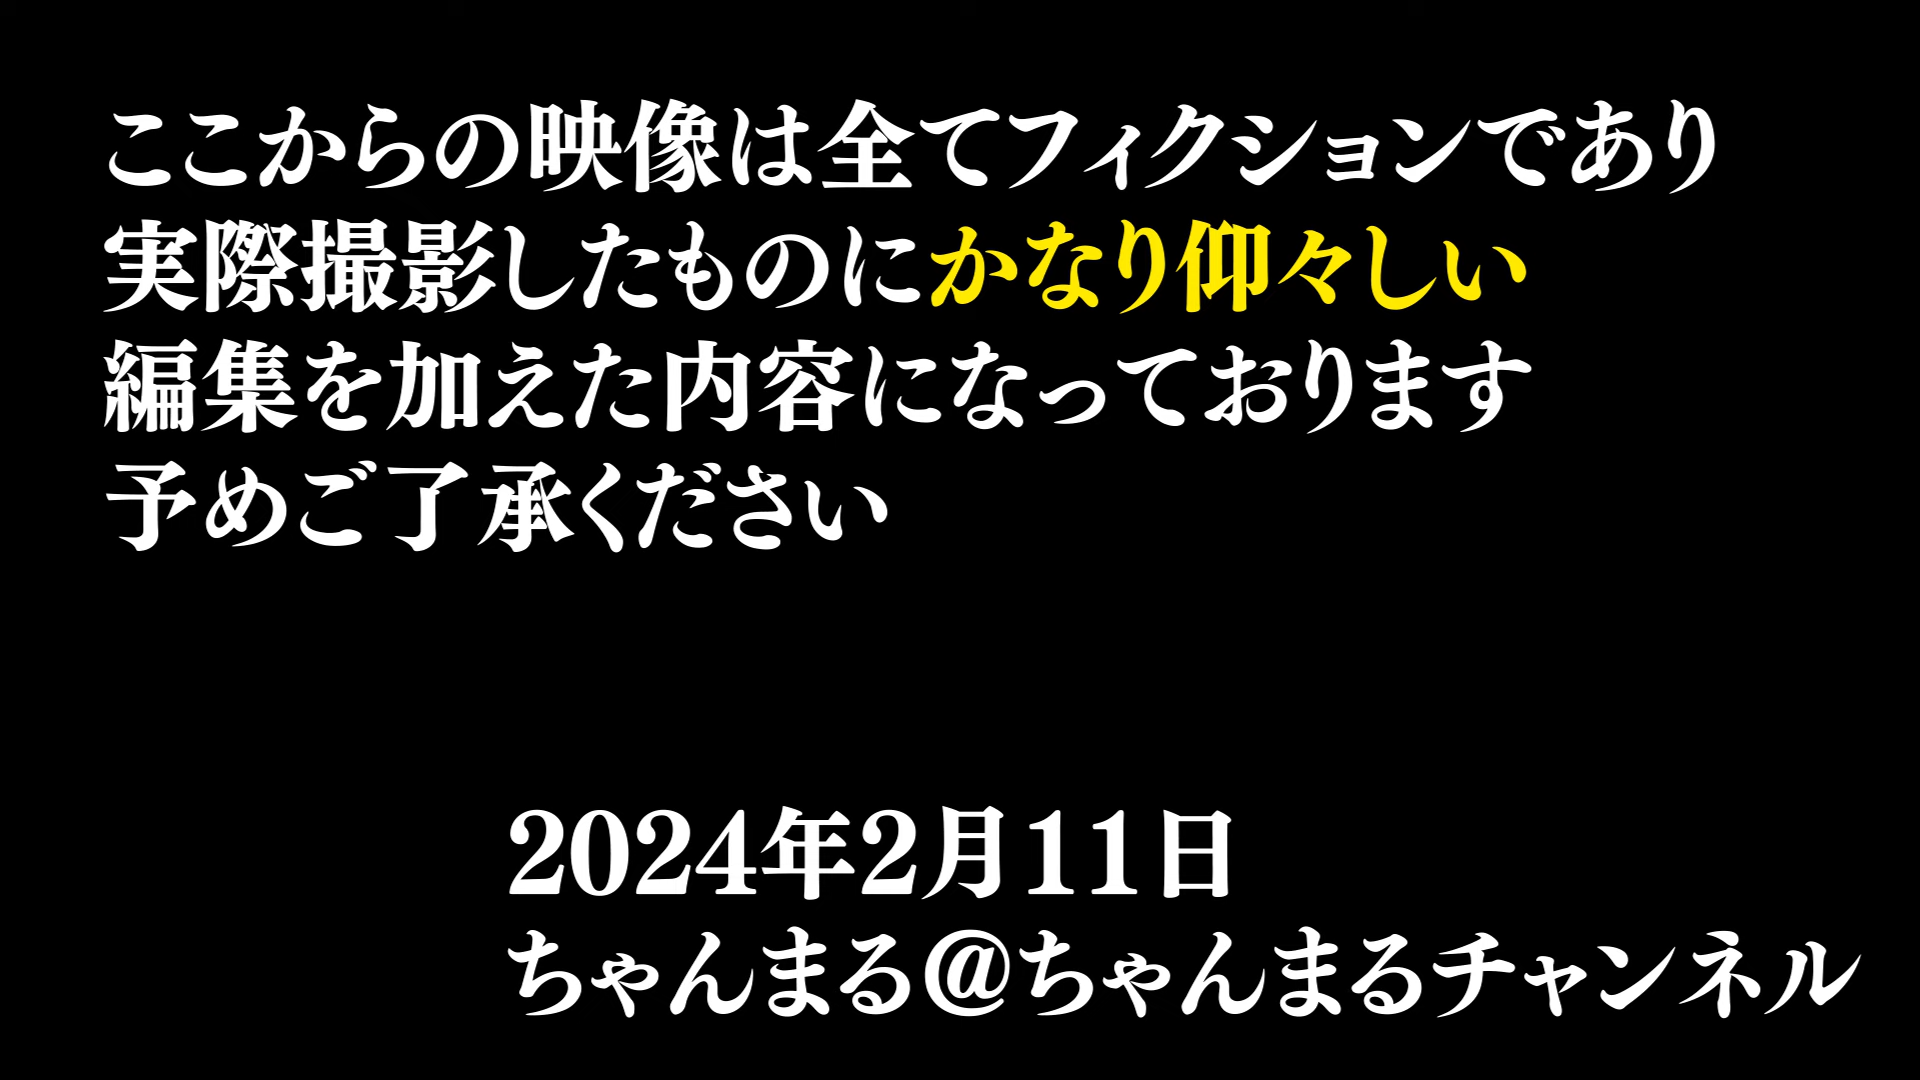 ここからの映像は全てフィクションであり
実際撮影したものにかなり仰々しい
編集を加えた内容になっております
予めご了承ください
2024年2月11日
ちゃんまる@ちゃんまるチャンネル